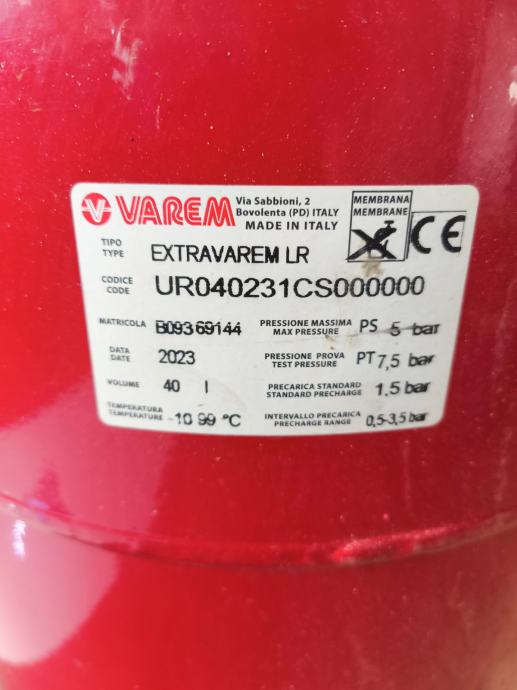 VAREM
Via Sabbioni, 2
Bovolenta (PD) ITALY
MADE IN ITALY
MEMBRANA
MEMBRANE
CE
TIPO
TYPE
EXTRAVAREM LR
CODICE
CODE
UR040231CS000000
MATRICOLA B09369144
PRESSIONE MASSIMA
MAX PRESSURE
PS 5 bar
DATA
DATE
2023
PRESSIONE PROVA
TEST PRESSURE
PT 7,5 bar
VOLUME 40 l
PRECARICA STANDARD
STANDARD PRECHARGE
1,5 bar
TEMPERATURA
TEMPERATURE
-10 99 °C
INTERVALLO PRECARICA
PRECHARGE RANGE
0,5-3,5 bar